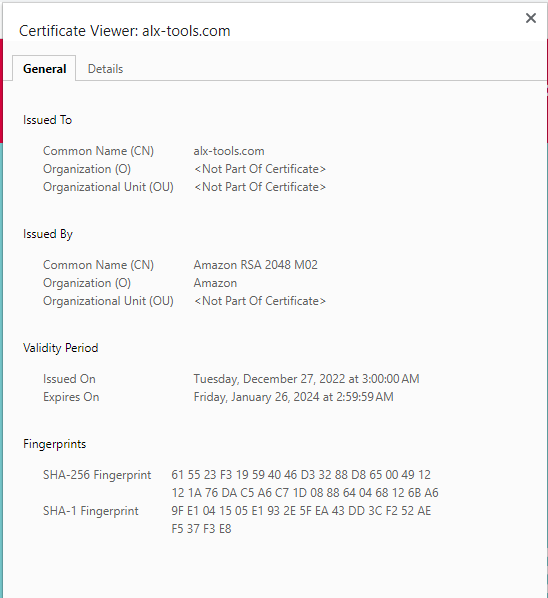 Certificate Viewer: alx-tools.com
General Details
Issued To
Common Name (CN) alx-tools.com
Organization (O) <Not Part Of Certificate>
Organizational Unit (OU) <Not Part Of Certificate>
Issued By
Common Name (CN) Amazon RSA 2048 M02
Organization (O) Amazon
Organizational Unit (OU) <Not Part Of Certificate>
Validity Period
Issued On Tuesday, December 27, 2022 at 3:00:00 AM
Expires On Friday, January 26, 2024 at 2:59:59 AM
Fingerprints
SHA-256 Fingerprint 61 55 23 F3 19 59 40 46 D3 32 88 D8 65 00 49 12
12 1A 76 DA C5 A6 C7 1D 08 88 64 04 68 12 6B A6
SHA-1 Fingerprint 9F E1 04 15 05 E1 93 2E 5F EA 43 DD 3C F2 52 AE
F5 37 F3 E8